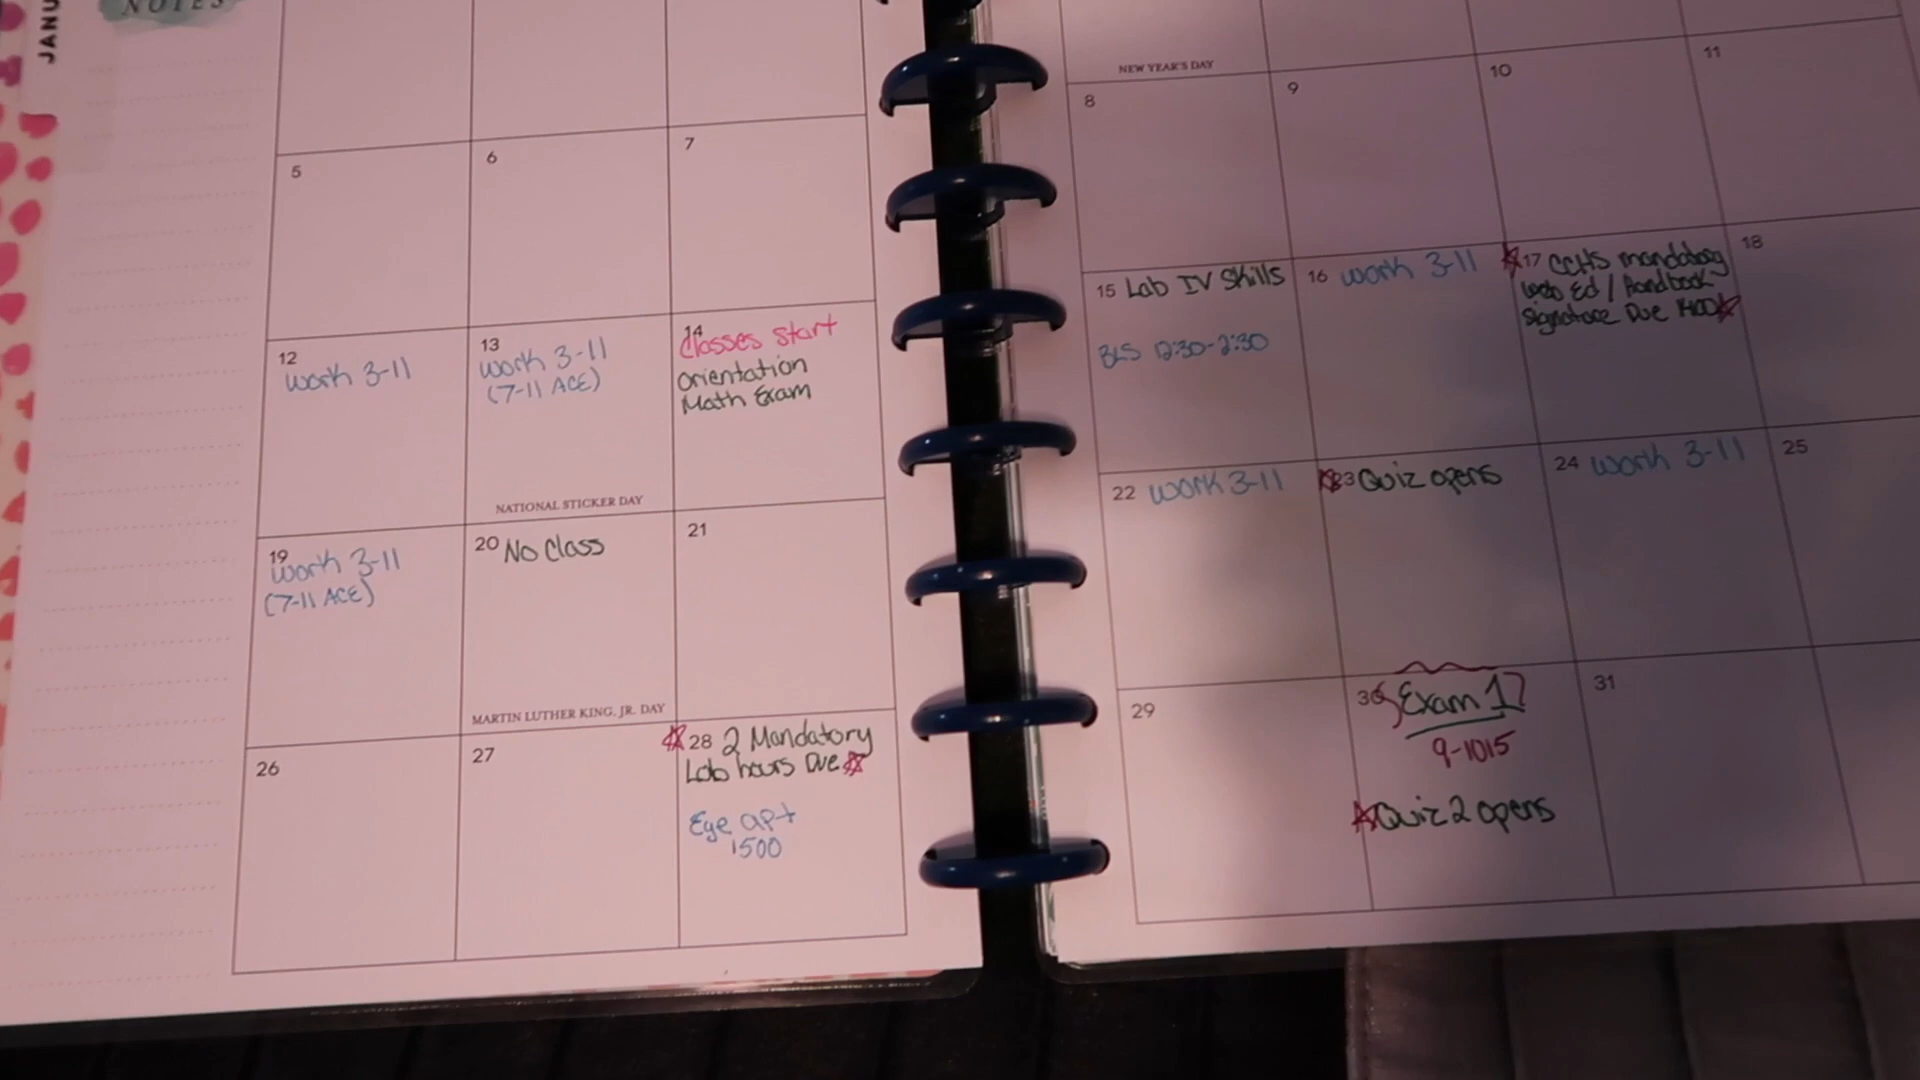 NOTES
JANU
NEW YEAR'S DAY
5
6
7
8
9
10
11
12
work 3-11
13
work 3-11
(7-11 ACE)
NATIONAL STICKER DAY
14
Classes start
Orientation
Math Exam
15 Lab IV Skills
BLS 12:30-2:30
16 work 3-11
17 CCHS mandatory
Web Ed / Handbook
Signature Due
18
19
work 3-11
(7-11 ACE)
20 No Class
MARTIN LUTHER KING, JR. DAY
21
22 work 3-11
23 Quiz opens
24 work 3-11
25
26
27
28 2 Mandatory
Lab hours Due
Eye apt
1500
29
30 Exam 1
9-1015
Quiz 2 opens
31